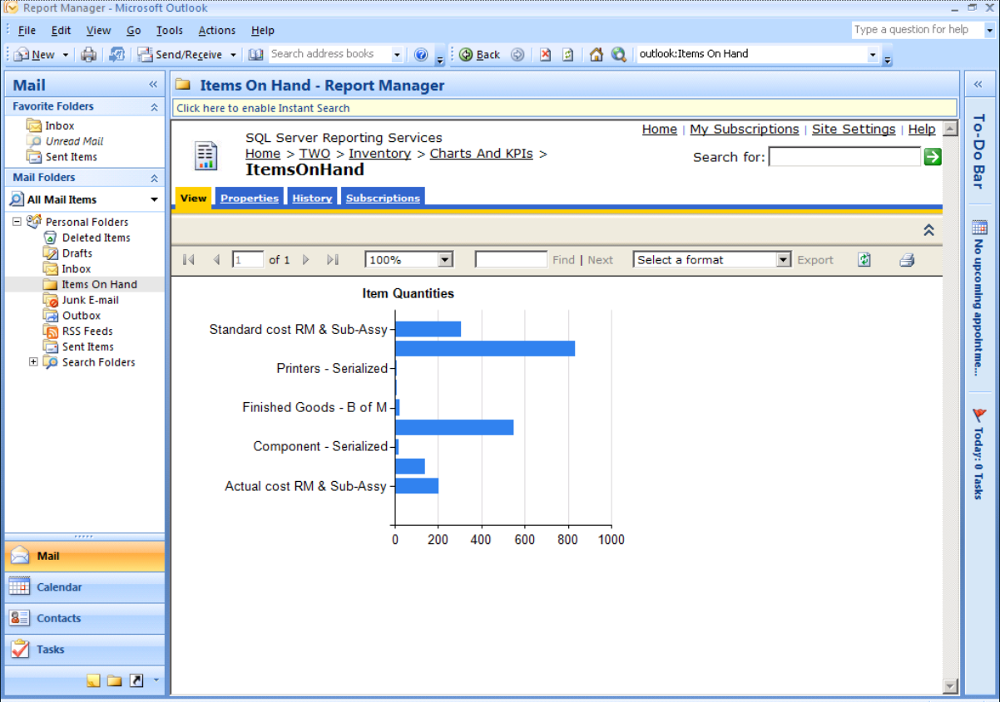 Report Manager - Microsoft Outlook
File Edit View Go Tools Actions Help
Type a question for help
New Send/Receive Search address books Back outlook:Items On Hand
Mail
Favorite Folders
Inbox
Unread Mail
Sent Items
Mail Folders
All Mail Items
Personal Folders
Deleted Items
Drafts
Inbox
Items On Hand
Junk E-mail
Outbox
RSS Feeds
Sent Items
Search Folders
Mail
Calendar
Contacts
Tasks
Items On Hand - Report Manager
Click here to enable Instant Search
Home | My Subscriptions | Site Settings | Help
SQL Server Reporting Services
Home > TWO > Inventory > Charts And KPIs >
ItemsOnHand
Search for:
View Properties History Subscriptions
1 of 1 100% Find | Next Select a format Export
Item Quantities
Standard cost RM & Sub-Assy
Printers - Serialized
Finished Goods - B of M
Component - Serialized
Actual cost RM & Sub-Assy
0 200 400 600 800 1000
To-Do Bar
No upcoming appointme...
Today: 0 Tasks